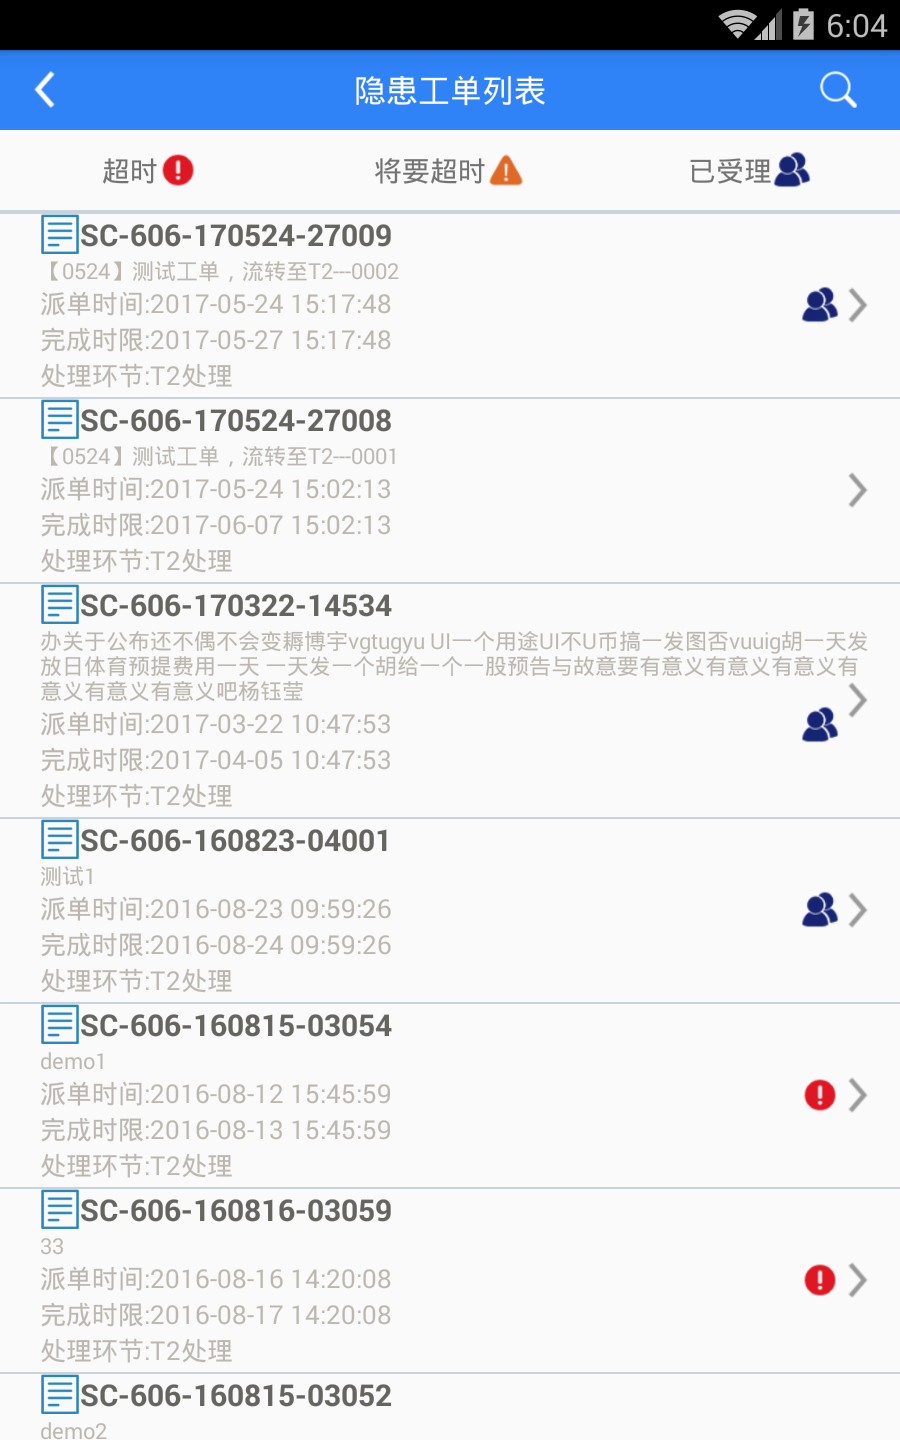 6:04
隐患工单列表
超时 将要超时 已受理
SC-606-170524-27009
【0524】测试工单，流转至T2---0002
派单时间:2017-05-24 15:17:48
完成时限:2017-05-27 15:17:48
处理环节:T2处理
SC-606-170524-27008
【0524】测试工单，流转至T2---0001
派单时间:2017-05-24 15:02:13
完成时限:2017-06-07 15:02:13
处理环节:T2处理
SC-606-170322-14534
办关于公布还不偶不会变耨博宇vgtugyu UI一个用途UI不U币搞一发图否vuuig胡一天发
放日体育预提费用一天 一天发一个胡给一个一股预告与故意要有意义有意义有意义有
意义有意义有意义吧杨钰莹
派单时间:2017-03-22 10:47:53
完成时限:2017-04-05 10:47:53
处理环节:T2处理
SC-606-160823-04001
测试1
派单时间:2016-08-23 09:59:26
完成时限:2016-08-24 09:59:26
处理环节:T2处理
SC-606-160815-03054
demo1
派单时间:2016-08-12 15:45:59
完成时限:2016-08-13 15:45:59
处理环节:T2处理
SC-606-160816-03059
33
派单时间:2016-08-16 14:20:08
完成时限:2016-08-17 14:20:08
处理环节:T2处理
SC-606-160815-03052
demo2